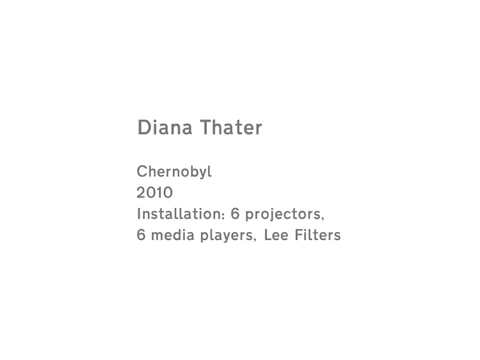 Diana Thater
Chernobyl
2010
Installation: 6 projectors,
6 media players, Lee Filters